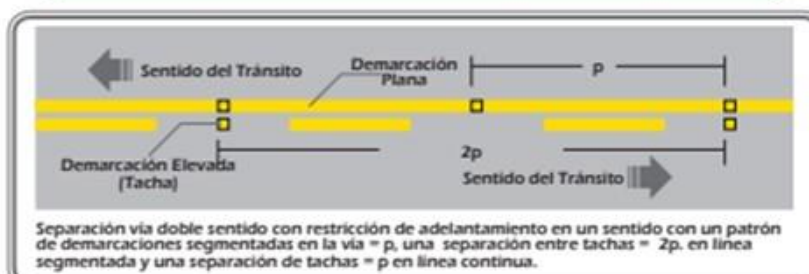 Sentido del Tránsito
Demarcación
Plana
p
Demarcación Elevada
(Tacha)
2p
Sentido del Tránsito
Separación vía doble sentido con restricción de adelantamiento en un sentido con un patrón
de demarcaciones segmentadas en la vía = p, una separación entre tachas = 2p. en línea
segmentada y una separación de tachas = p en línea continua.